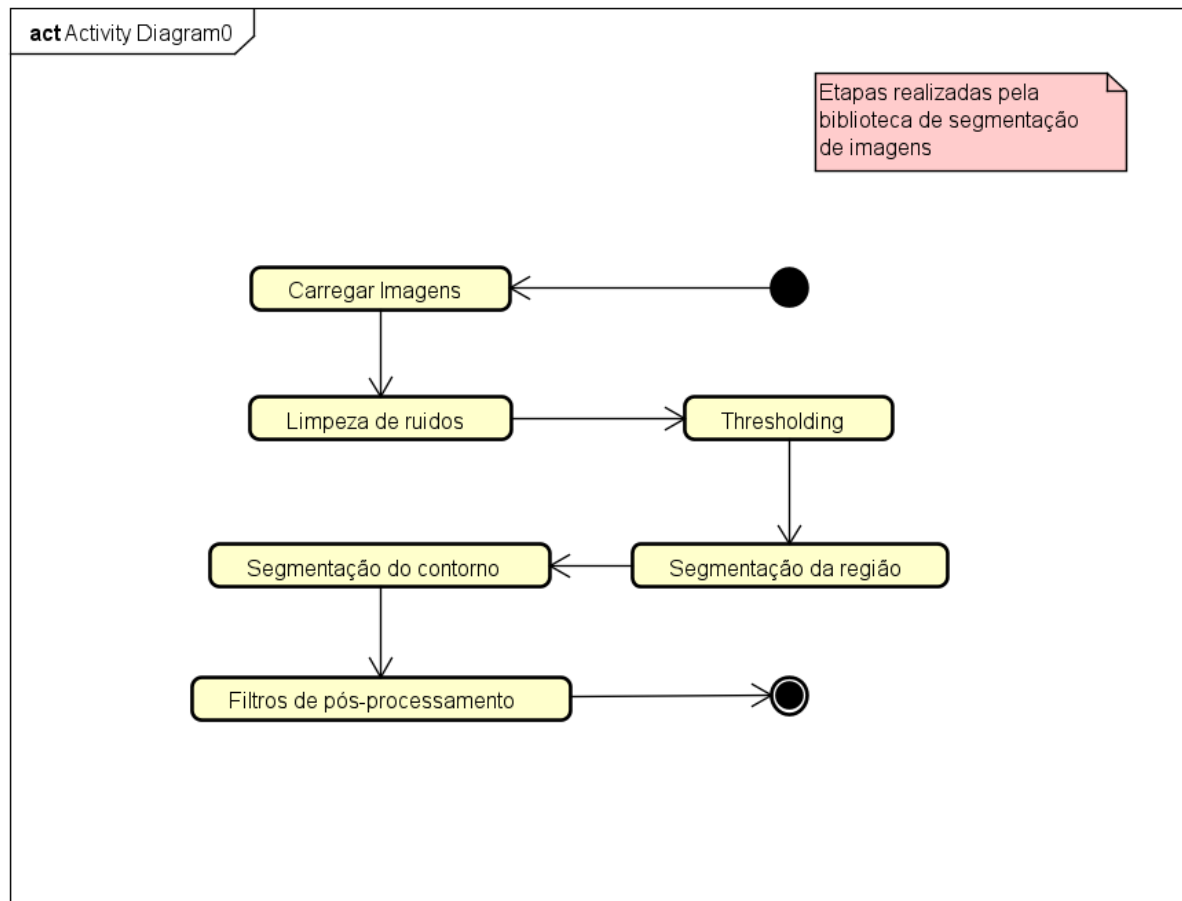 act Activity Diagram0
Etapas realizadas pela
biblioteca de segmentação
de imagens
Carregar Imagens
Limpeza de ruidos
Thresholding
Segmentação do contorno
Segmentação da região
Filtros de pós-processamento